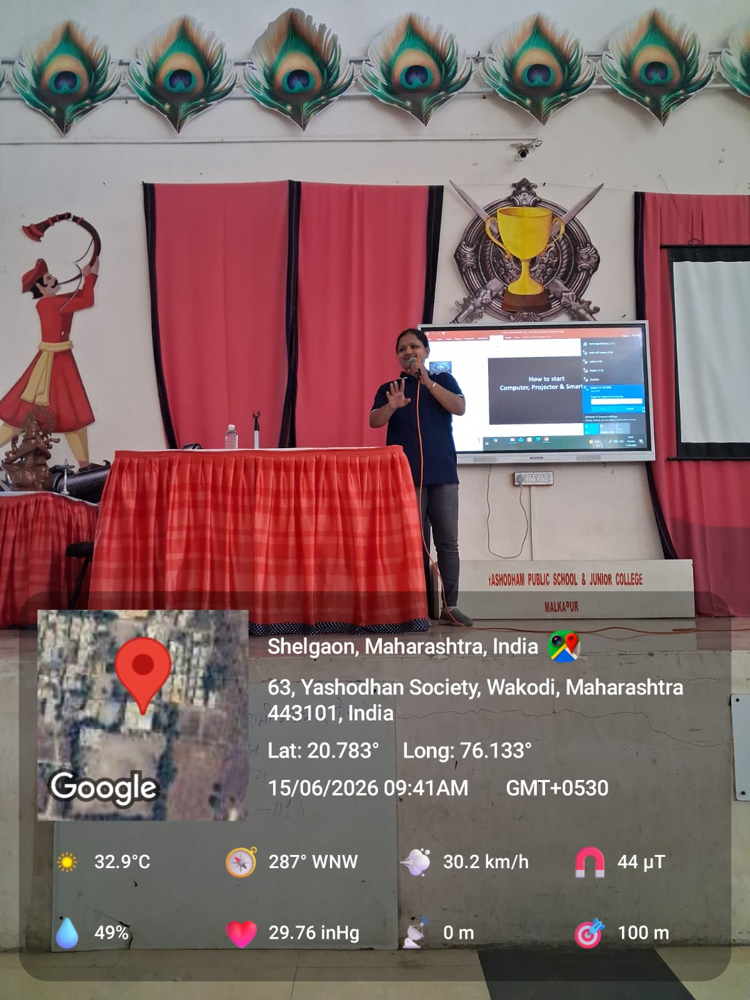 How to start
Computer, Projector & Smart
YASHODHAM PUBLIC SCHOOL & JUNIOR COLLEGE
MALKAPUR
Shelgaon, Maharashtra, India
63, Yashodhan Society, Wakodi, Maharashtra
443101, India
Lat: 20.783° Long: 76.133°
15/06/2026 09:41AM GMT+0530
Google
32.9°C 287° WNW 30.2 km/h 44 µT
49% 29.76 inHg 0 m 100 m